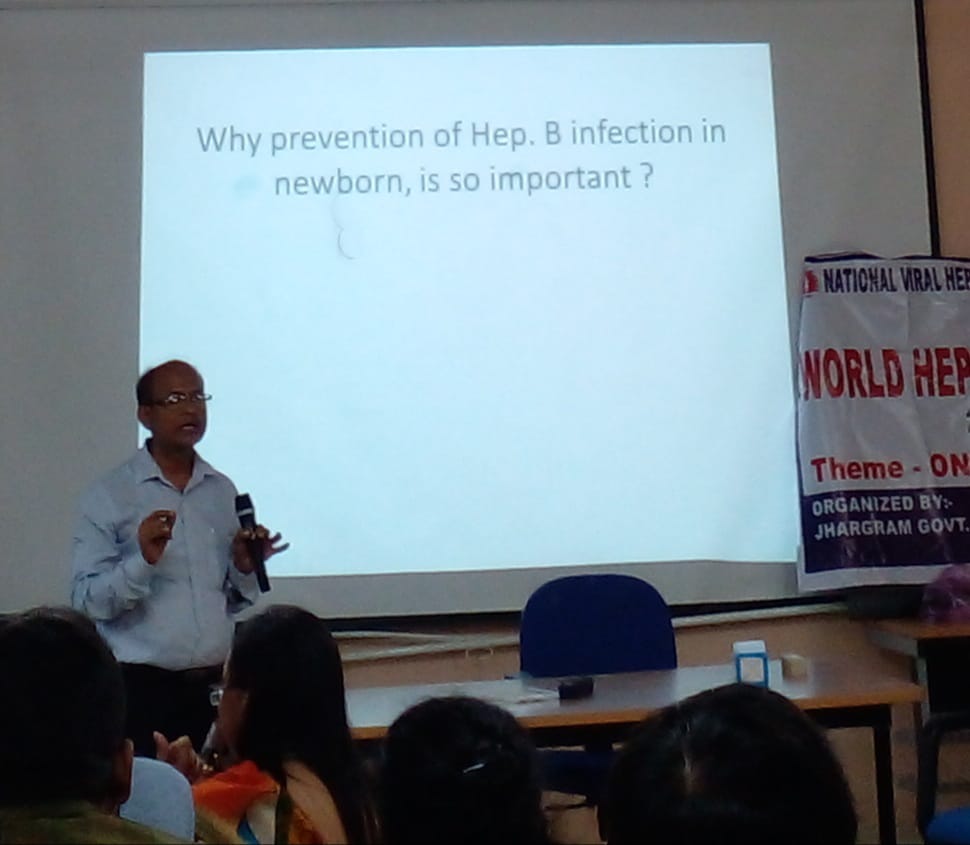 Why prevention of Hep. B infection in
newborn, is so important ?
NATIONAL VIRAL HEP
WORLD HEP
Theme - ON
ORGANIZED BY:-
JHARGRAM GOVT.